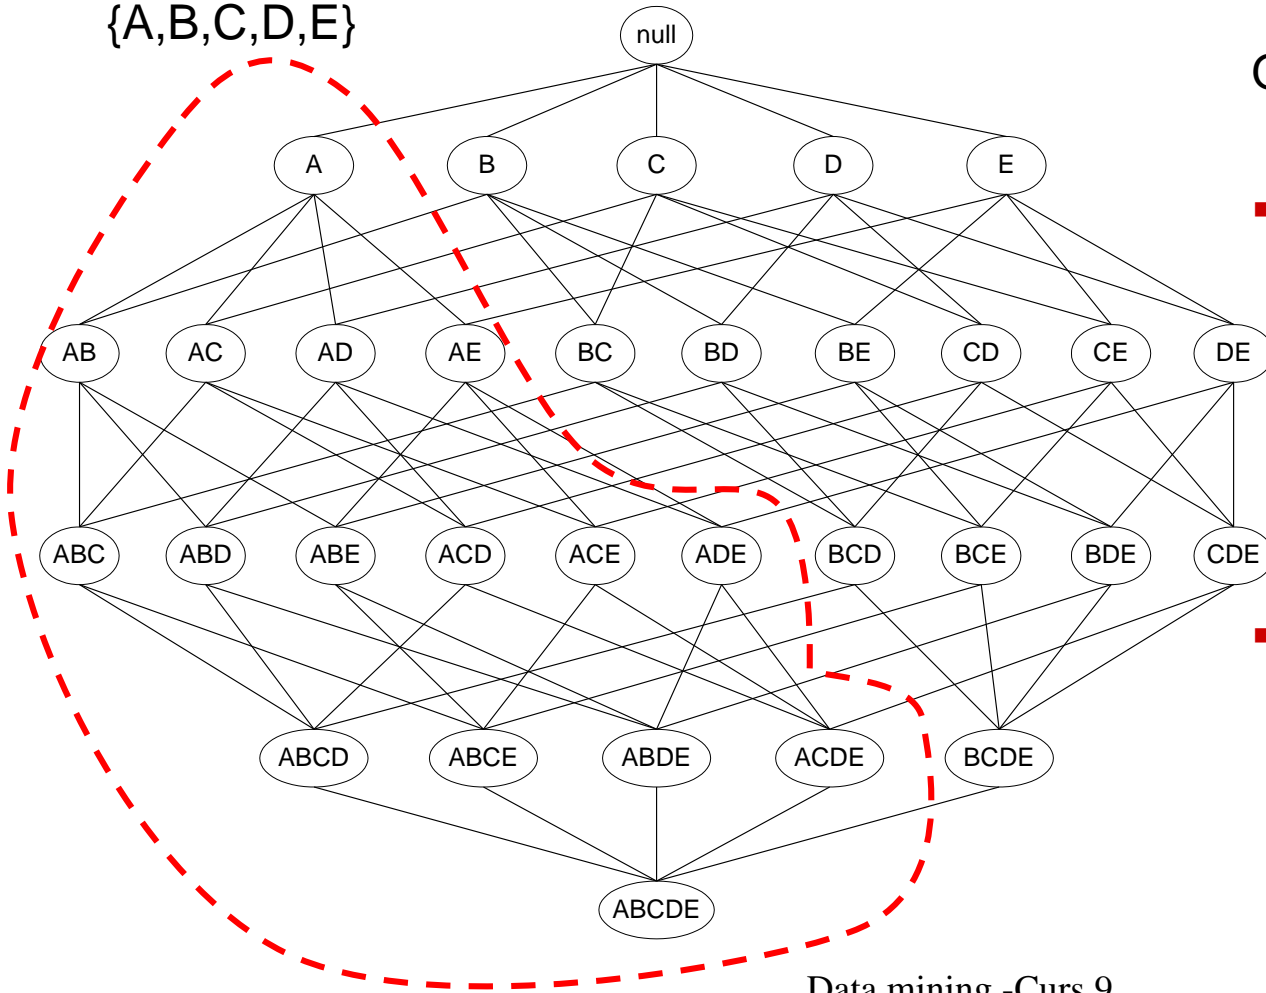 {A,B,C,D,E}
null
A B C D E
AB AC AD AE BC BD BE CD CE DE
ABC ABD ABE ACD ACE ADE BCD BCE BDE CDE
ABCD ABCE ABDE ACDE BCDE
ABCDE
Data mining -Curs 9